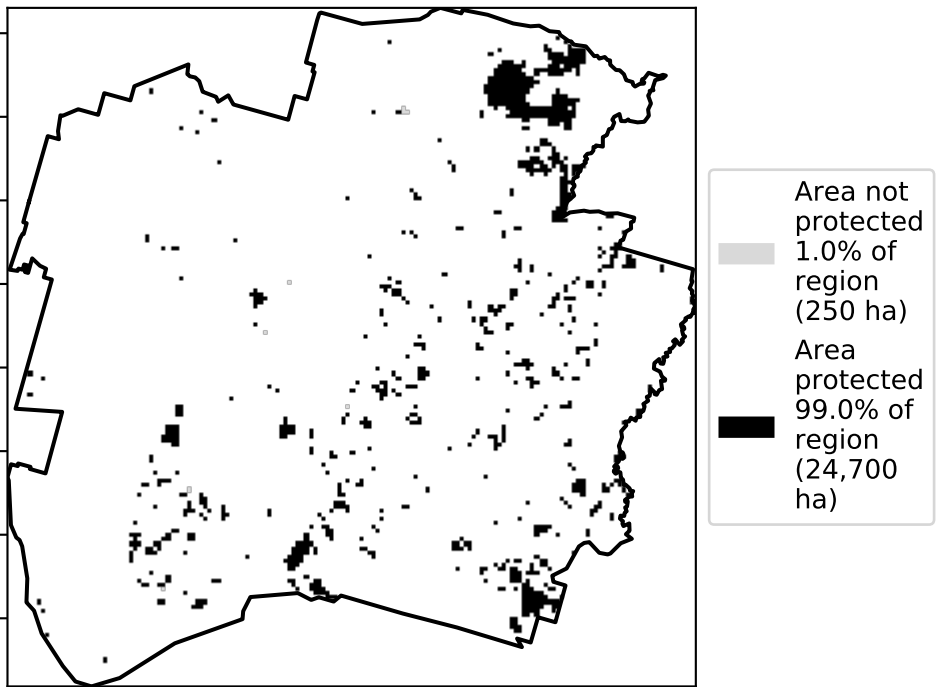 Area not
protected
1.0% of
region
(250 ha)
Area
protected
99.0% of
region
(24,700
ha)